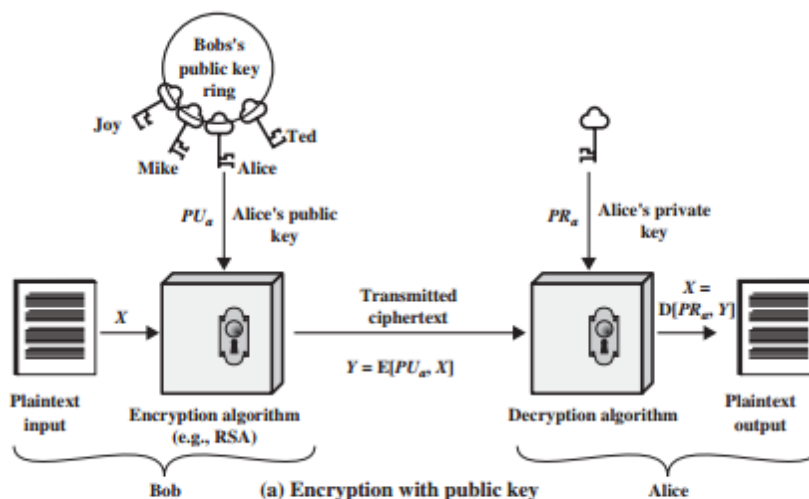 Bobs's
public key
ring
Joy
Ted
Mike
Alice
PUₐ
Alice's public
key
PRₐ
Alice's private
key
X
Transmitted
ciphertext
X =
D[PRₐ, Y]
Y = E[PUₐ, X]
Plaintext
input
Encryption algorithm
(e.g., RSA)
Decryption algorithm
Plaintext
output
Bob
(a) Encryption with public key
Alice